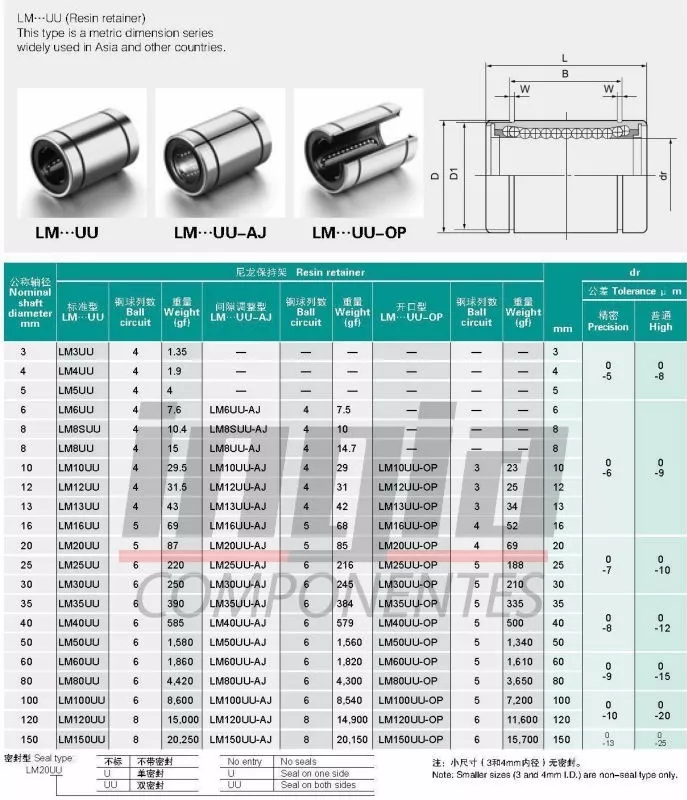 LM···UU (Resin retainer)
This type is a metric dimension series
widely used in Asia and other countries.
L
B
W W
D D1 dr
LM···UU LM···UU-AJ LM···UU-OP
公称轴径 Nominal shaft diameter mm 尼龙保持架 Resin retainer dr
标准型 LM···UU 钢球列数 Ball circuit 重量 Weight (gf) 间隙调整型 LM···UU-AJ 钢球列数 Ball circuit 重量 Weight (gf) 开口型 LM···UU-OP 钢球列数 Ball circuit 重量 Weight (gf) mm 公差 Tolerance μ m
精密 Precision 普通 High
3 LM3UU 4 1.35 — — — — — — 3
4 LM4UU 4 1.9 — — — — — — 4 0 -5 0 -8
5 LM5UU 4 4 — — — — — — 5
6 LM6UU 4 7.6 LM6UU-AJ 4 7.5 — — — 6
8 LM8SUU 4 10.4 LM8SUU-AJ 4 10 — — — 8
8 LM8UU 4 15 LM8UU-AJ 4 14.7 — — — 8
10 LM10UU 4 29.5 LM10UU-AJ 4 29 LM10UU-OP 3 23 10 0 -6 0 -9
12 LM12UU 4 31.5 LM12UU-AJ 4 31 LM12UU-OP 3 25 12
13 LM13UU 4 43 LM13UU-AJ 4 42 LM13UU-OP 3 34 13
16 LM16UU 5 69 LM16UU-AJ 5 68 LM16UU-OP 4 52 16
20 LM20UU 5 87 LM20UU-AJ 5 85 LM20UU-OP 4 69 20
25 LM25UU 6 220 LM25UU-AJ 6 216 LM25UU-OP 5 188 25 0 -7 0 -10
30 LM30UU 6 250 LM30UU-AJ 6 245 LM30UU-OP 5 210 30
35 LM35UU 6 390 LM35UU-AJ 6 384 LM35UU-OP 5 335 35
40 LM40UU 6 585 LM40UU-AJ 6 579 LM40UU-OP 5 500 40 0 -8 0 -12
50 LM50UU 6 1,580 LM50UU-AJ 6 1,560 LM50UU-OP 5 1,340 50
60 LM60UU 6 1,860 LM60UU-AJ 6 1,820 LM60UU-OP 5 1,610 60 0 -9 0 -15
80 LM80UU 6 4,420 LM80UU-AJ 6 4,300 LM80UU-OP 5 3,650 80
100 LM100UU 6 8,600 LM100UU-AJ 6 8,540 LM100UU-OP 5 7,200 100 0 -10 0 -20
120 LM120UU 8 15,000 LM120UU-AJ 8 14,900 LM120UU-OP 6 11,600 120
150 LM150UU 8 20,250 LM150UU-AJ 8 20,150 LM150UU-OP 6 15,700 150 0 -13 0 -25
COMPONENTES
密封型 Seal type
LM20UU
不标 不带密封 No entry No seals
U 单密封 U Seal on one side
UU 双密封 UU Seal on both sides
注: 小尺寸 (3和4mm内径) 无密封.
Note: Smaller sizes (3 and 4mm I.D.) are non-seal type only.